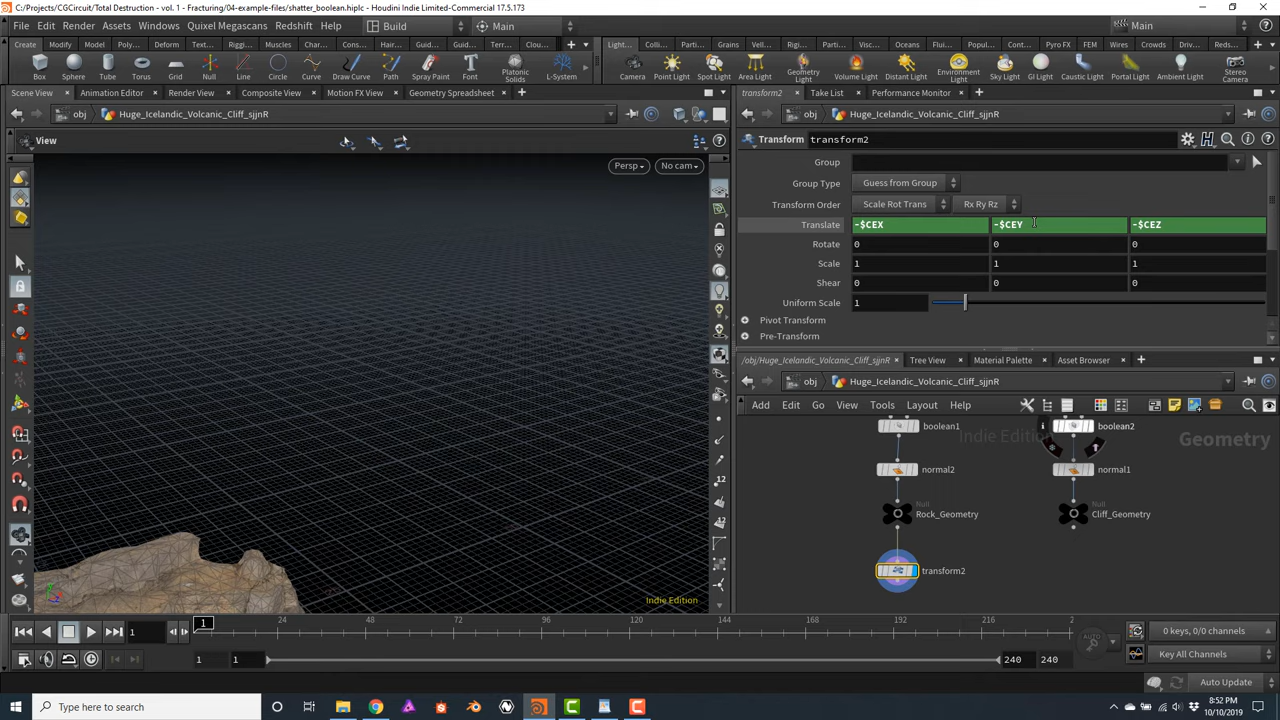 C:/Projects/CGCircuit/Total Destruction - vol. 1 - Fracturing/04-example-files/shatter_boolean.hiplc - Houdini Indie Limited-Commercial 17.5.173
File Edit Render Assets Windows Quixel Megascans Redshift Help Build Main Main
Create Modify Model Poly... Deform Text... Riggi... Muscles Char... Cons... Hair... Guid... Guid... Terr... Clou...
Light... Colli... Parti... Grains Vell... Rigi... Parti... Visc... Oceans Flui... Popul... Cont... Pyro FX FEM Wires Crowds Driv... Reds...
Box Sphere Tube Torus Grid Null Line Circle Curve Draw Curve Path Spray Paint Font Platonic Solids L-System
Camera Point Light Spot Light Area Light Geometry Light Volume Light Distant Light Environment Light Sky Light GI Light Caustic Light Portal Light Ambient Light Stereo Camera
Scene View Animation Editor Render View Composite View Motion FX View Geometry Spreadsheet
transform2 Take List Performance Monitor
obj Huge_Icelandic_Volcanic_Cliff_sjjnR
obj Huge_Icelandic_Volcanic_Cliff_sjjnR
View
Transform transform2
Persp No cam
Group
Group Type Guess from Group
Transform Order Scale Rot Trans Rx Ry Rz
Translate -$CEX -$CEY -$CEZ
Rotate 0 0 0
Scale 1 1 1
Shear 0 0 0
Uniform Scale 1
Pivot Transform
Pre-Transform
/obj/Huge_Icelandic_Volcanic_Cliff_sjjnR Tree View Material Palette Asset Browser
obj Huge_Icelandic_Volcanic_Cliff_sjjnR
Add Edit Go View Tools Layout Help
boolean1 boolean2
Indie Edition Geometry
normal2 normal1
Null Null
Rock_Geometry Cliff_Geometry
transform2
12
12
Indie Edition
1 1 24 48 72 96 120 144 168 192 216 2
0 keys, 0/0 channels
1 1 240 240 Key All Channels
AUTO
Auto Update
Type here to search
8:52 PM
10/10/2019